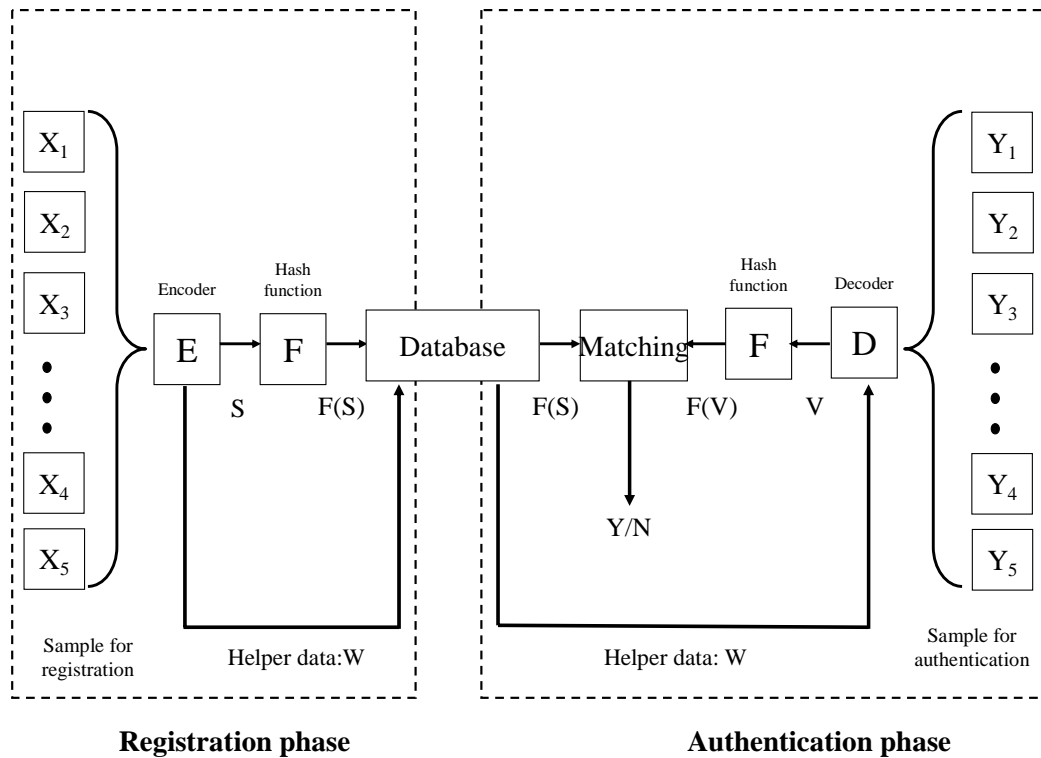 X1
X2
X3
X4
X5
Sample for
registration
Encoder
E
S
Hash
function
F
F(S)
Helper data:W
Database
F(S)
Matching
Y/N
F(V)
Hash
function
F
V
Decoder
D
Helper data: W
Y1
Y2
Y3
Y4
Y5
Sample for
authentication
Registration phase
Authentication phase